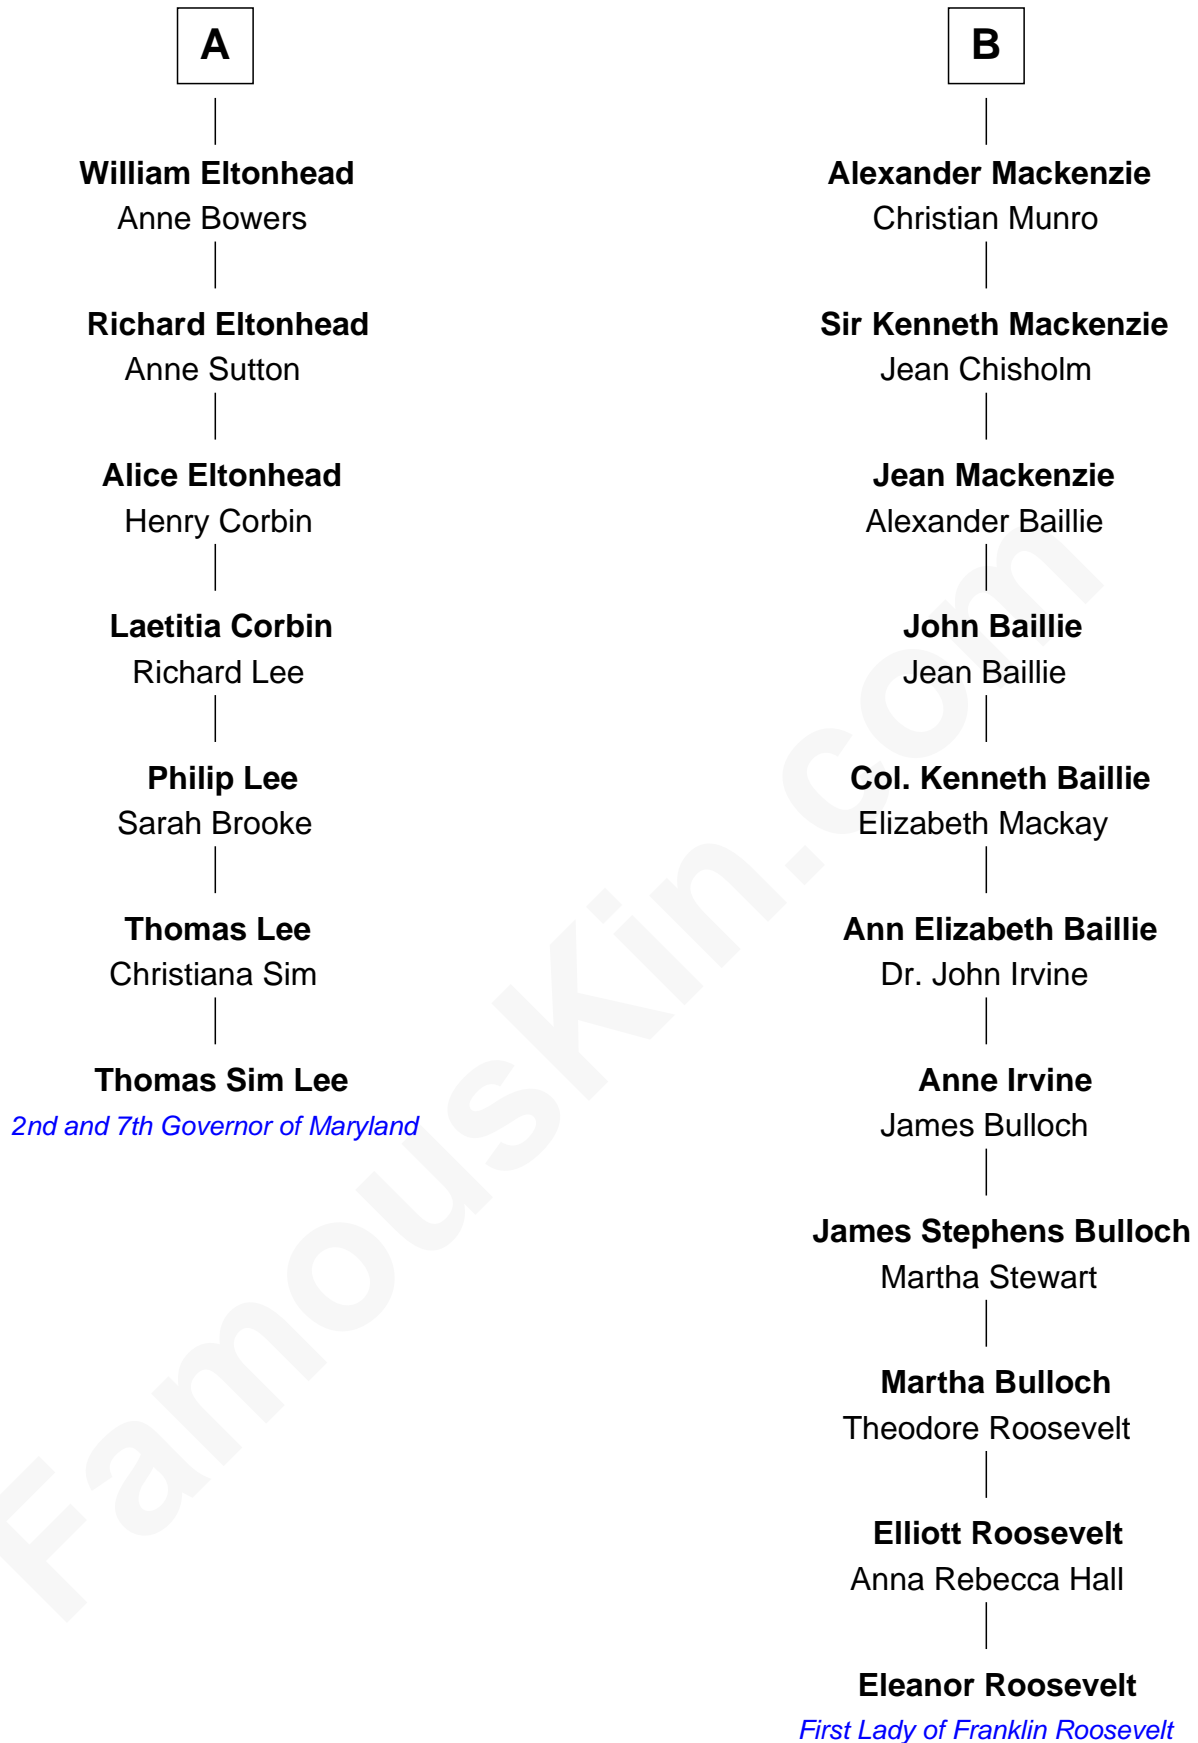 A
William Eltonhead
Anne Bowers
Richard Eltonhead
Anne Sutton
Alice Eltonhead
Henry Corbin
Laetitia Corbin
Richard Lee
Philip Lee
Sarah Brooke
Thomas Lee
Christiana Sim
Thomas Sim Lee
2nd and 7th Governor of Maryland
B
Alexander Mackenzie
Christian Munro
Sir Kenneth Mackenzie
Jean Chisholm
Jean Mackenzie
Alexander Baillie
John Baillie
Jean Baillie
Col. Kenneth Baillie
Elizabeth Mackay
Ann Elizabeth Baillie
Dr. John Irvine
Anne Irvine
James Bulloch
James Stephens Bulloch
Martha Stewart
Martha Bulloch
Theodore Roosevelt
Elliott Roosevelt
Anna Rebecca Hall
Eleanor Roosevelt
First Lady of Franklin Roosevelt
FamousKin.com